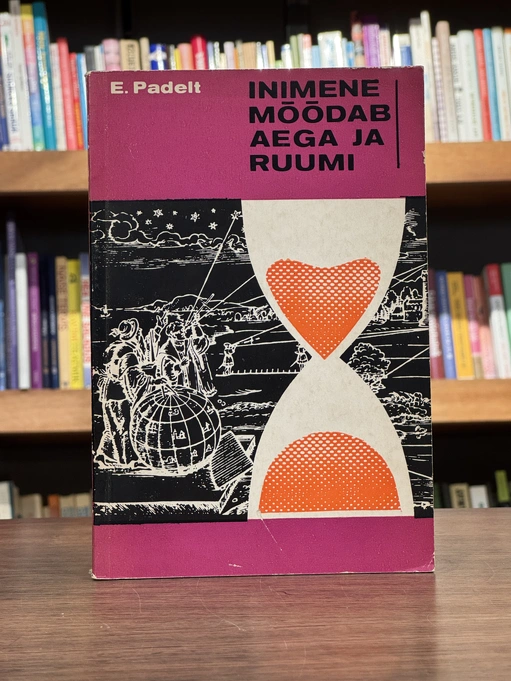 E. Padelt
INIMENE
MÕÕDAB
AEGA JA
RUUMI